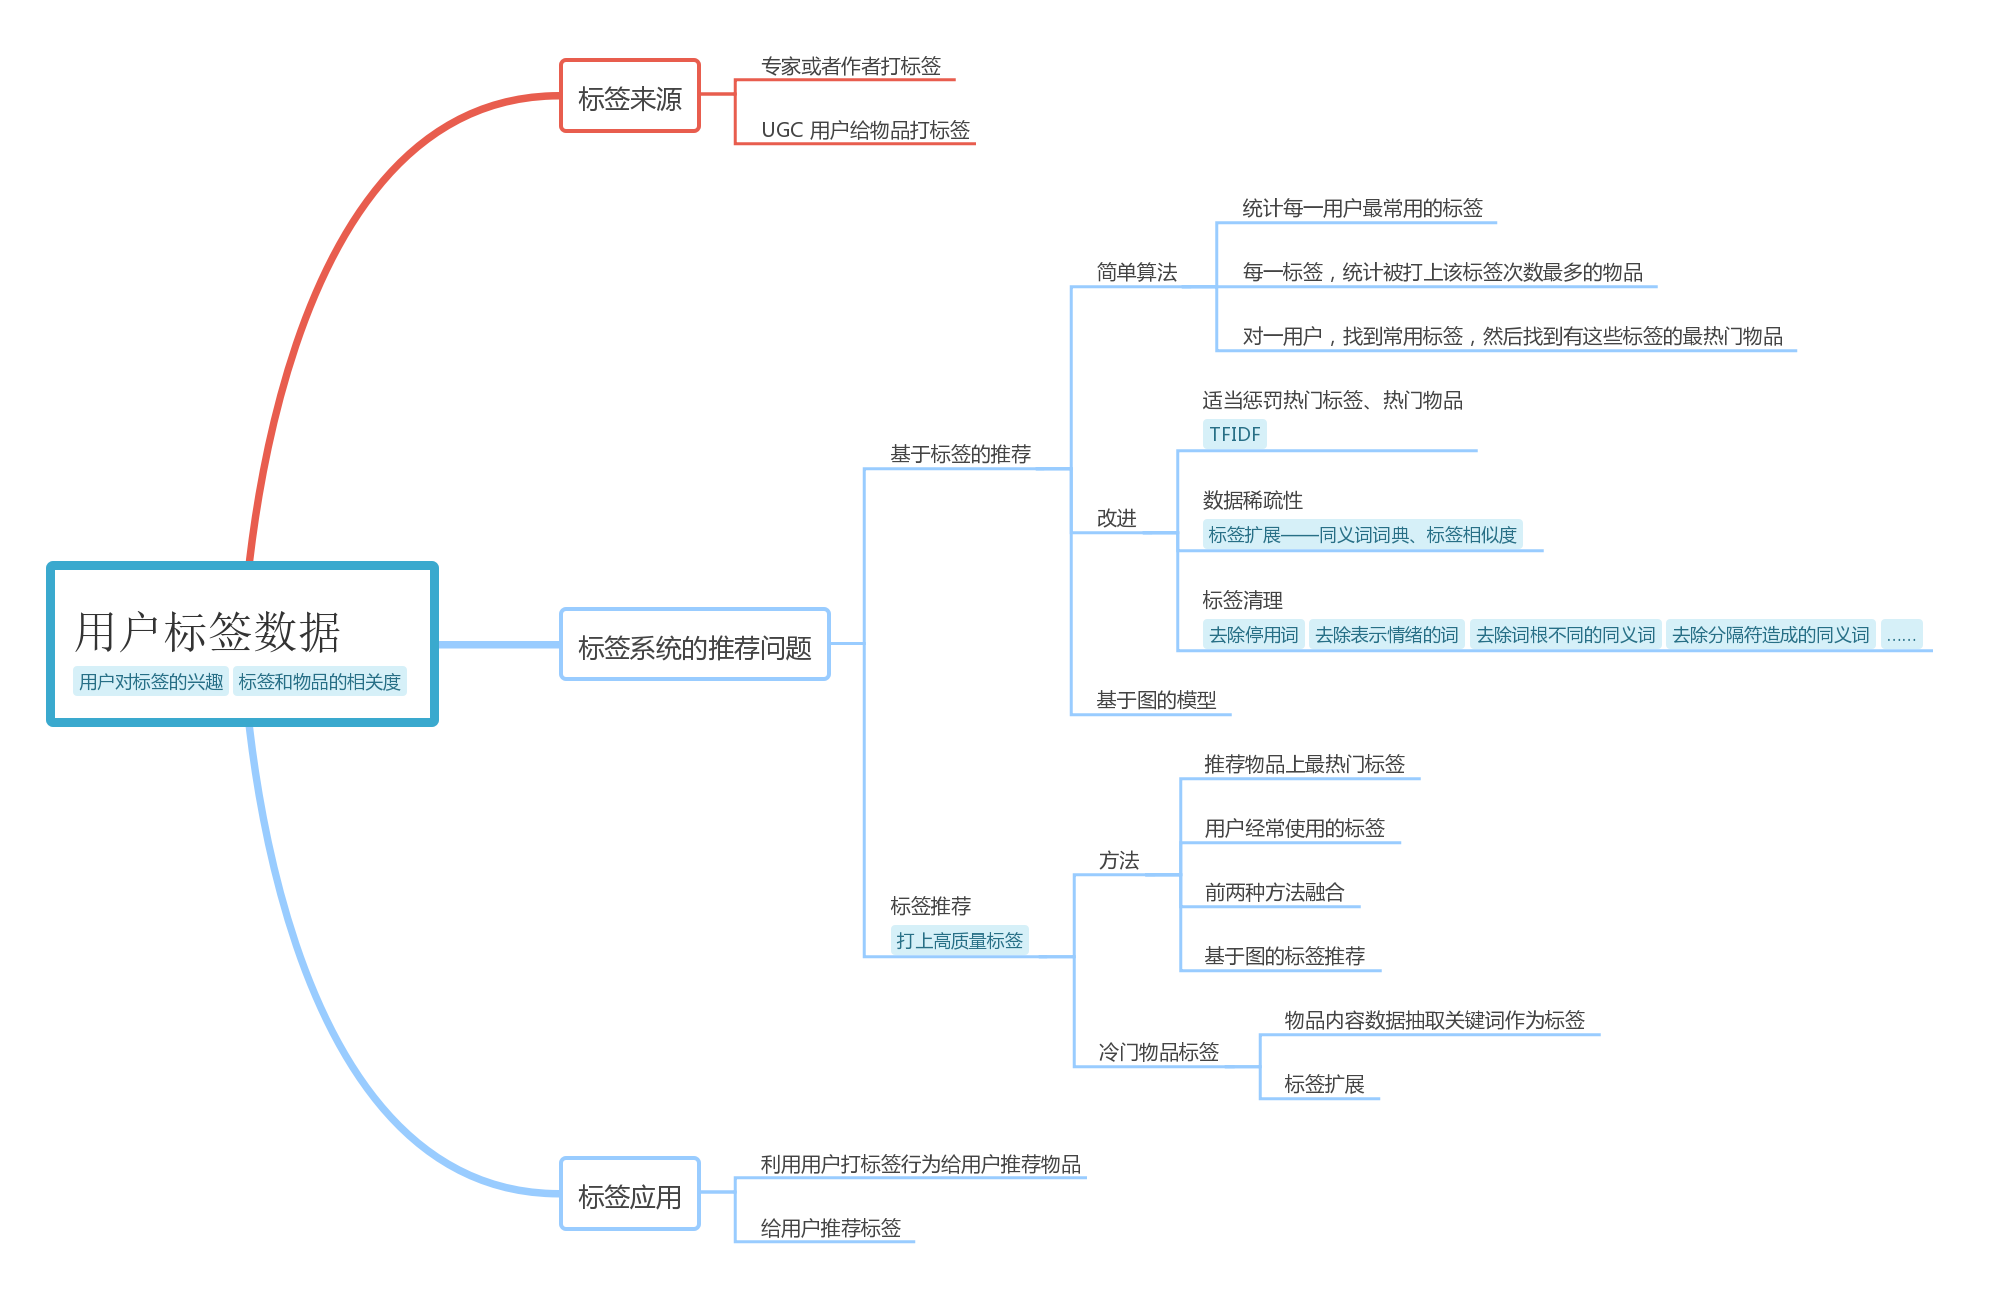 专家或者作者打标签
标签来源
UGC 用户给物品打标签
统计每一用户最常用的标签
简单算法
每一标签，统计被打上该标签次数最多的物品
对一用户，找到常用标签，然后找到有这些标签的最热门物品
适当惩罚热门标签、热门物品
TFIDF
基于标签的推荐
数据稀疏性
改进
标签扩展——同义词词典、标签相似度
标签清理
去除停用词 去除表示情绪的词 去除词根不同的同义词 去除分隔符造成的同义词 ……
用户标签数据
用户对标签的兴趣 标签和物品的相关度
标签系统的推荐问题
基于图的模型
推荐物品上最热门标签
用户经常使用的标签
方法
前两种方法融合
标签推荐
打上高质量标签
基于图的标签推荐
物品内容数据抽取关键词作为标签
冷门物品标签
标签扩展
利用用户打标签行为给用户推荐物品
标签应用
给用户推荐标签